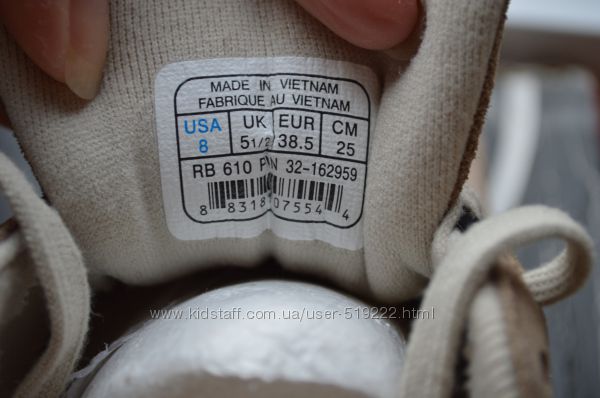 MADE IN VIETNAM
FABRIQUE AU VIETNAM
USA UK EUR CM
8 5 1/2 38.5 25
RB 610 32-162959
8 8318 07554 4
www.kidstaff.com.ua/user-519222.html